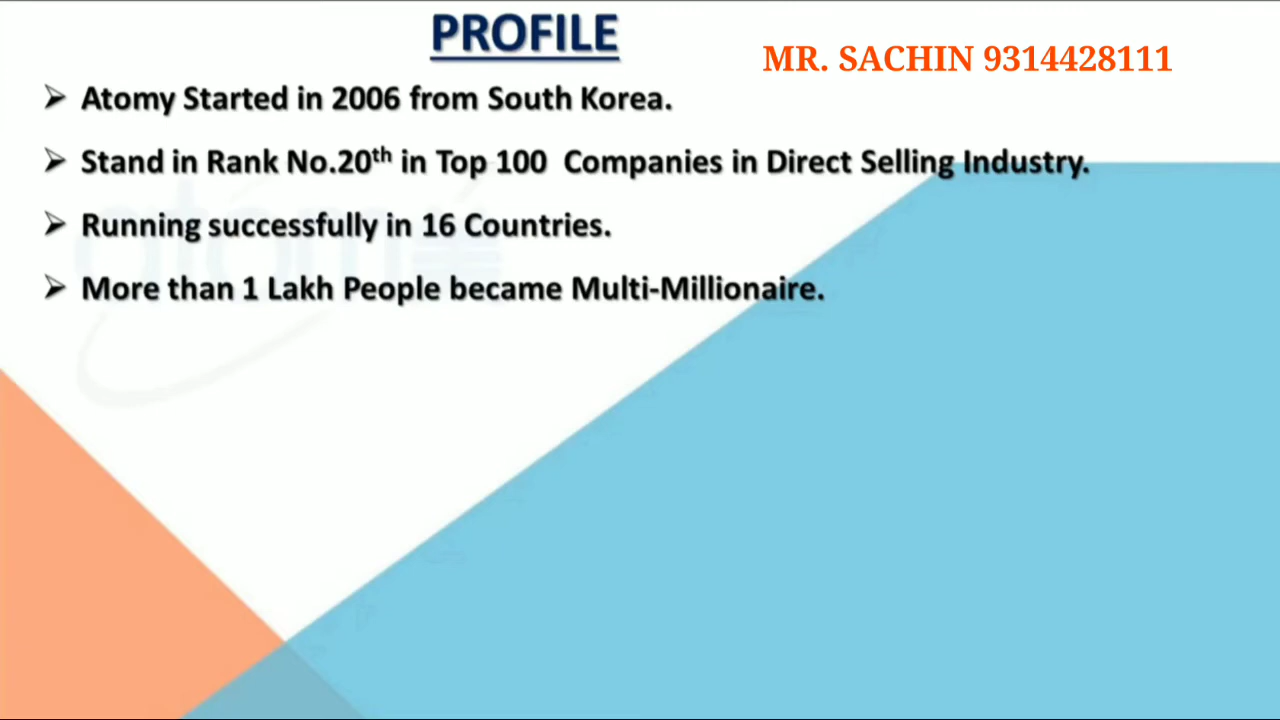 PROFILE
MR. SACHIN 9314428111
➢ Atomy Started in 2006 from South Korea.
➢ Stand in Rank No.20th in Top 100 Companies in Direct Selling Industry.
➢ Running successfully in 16 Countries.
➢ More than 1 Lakh People became Multi-Millionaire.